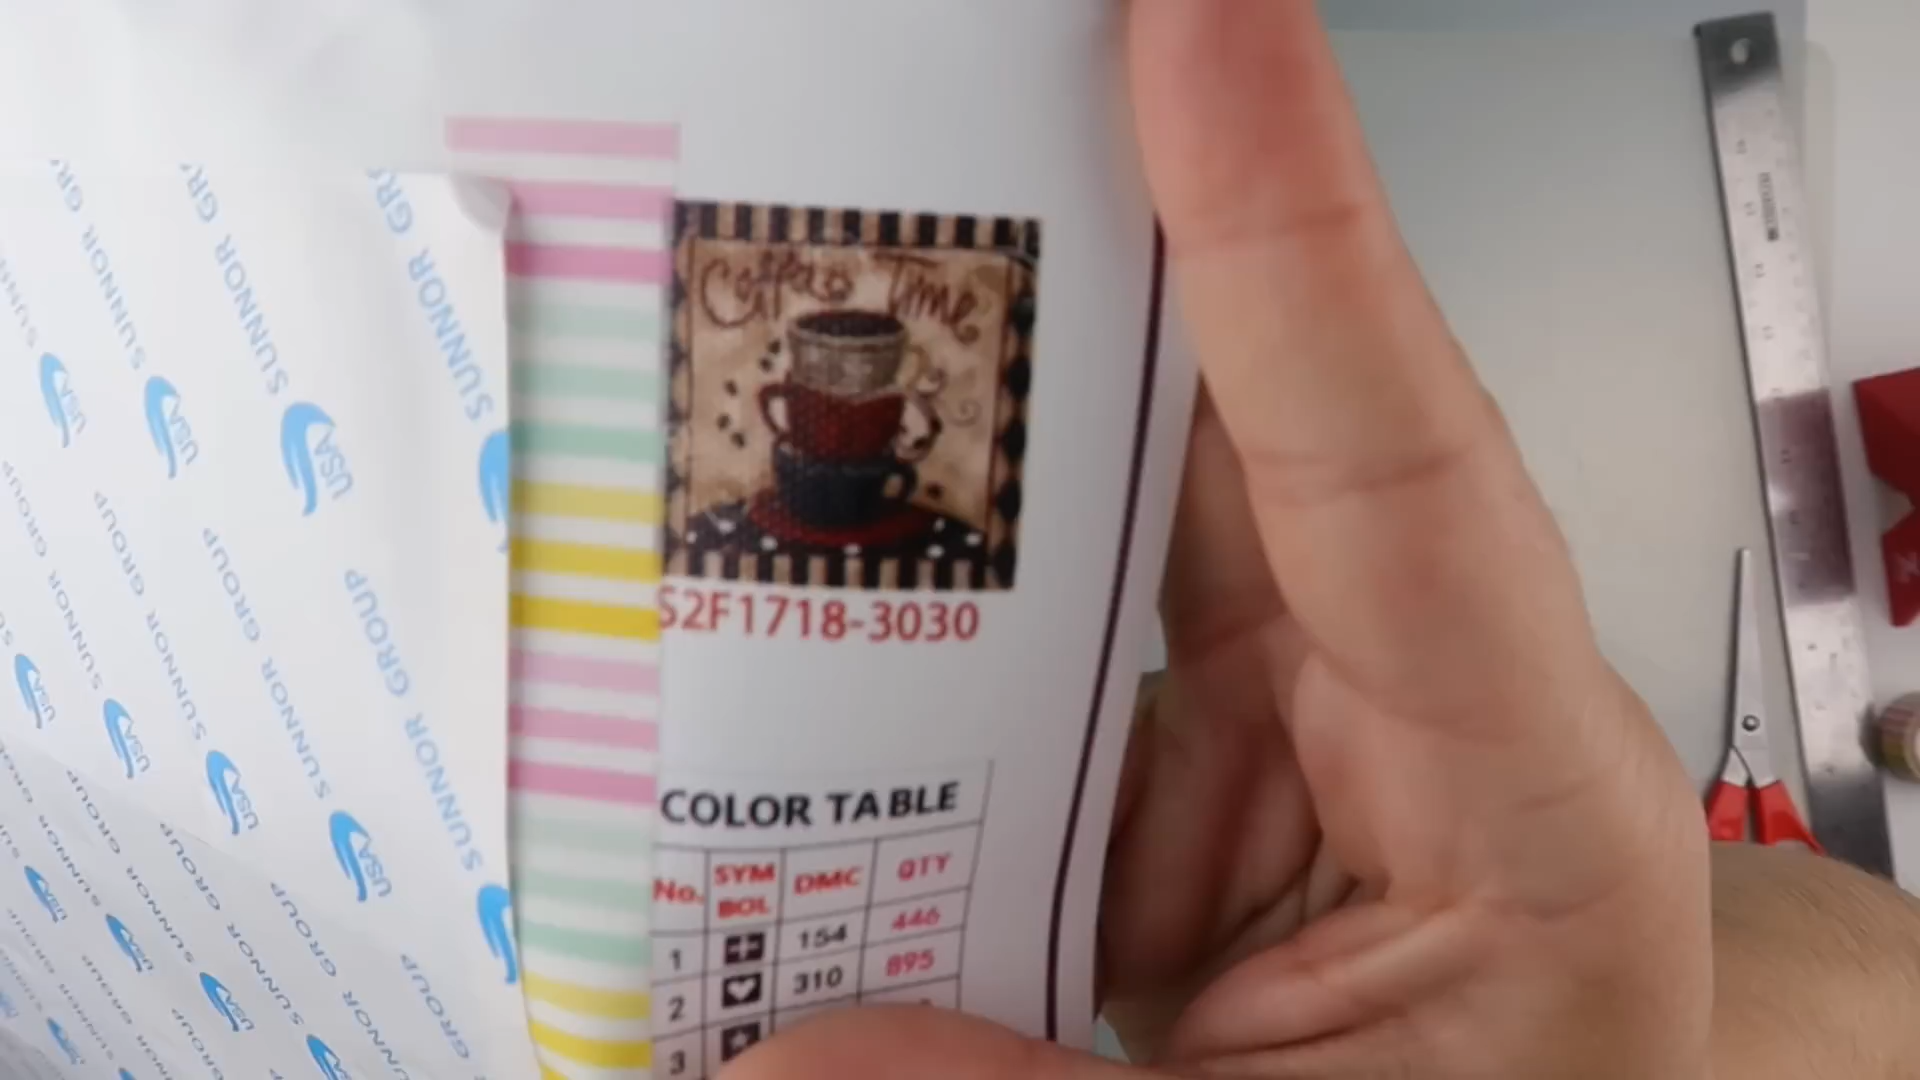 Coffee Time
S2F1718-3030
COLOR TABLE
No. SYM BOL DMC QTY
1 154 446
2 310 895
3
SUNNOR GROUP
USA